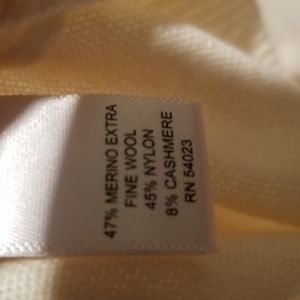 47% MERINO EXTRA
FINE WOOL
45% NYLON
8% CASHMERE
RN 54023